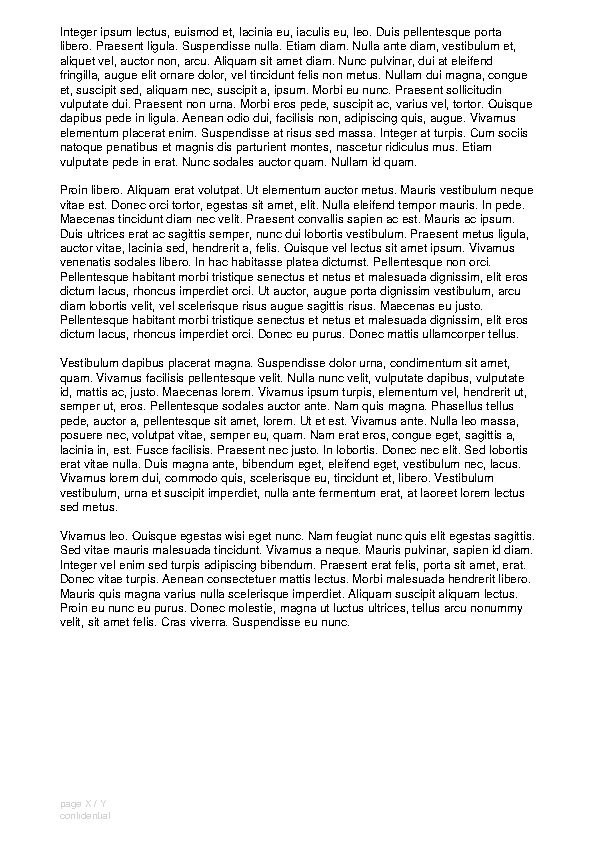 Integer ipsum lectus, euismod et, lacinia eu, iaculis eu, leo. Duis pellentesque porta
libero. Praesent ligula. Suspendisse nulla. Etiam diam. Nulla ante diam, vestibulum et,
aliquet vel, auctor non, arcu. Aliquam sit amet diam. Nunc pulvinar, dui at eleifend
fringilla, augue elit ornare dolor, vel tincidunt felis non metus. Nullam dui magna, congue
et, suscipit sed, aliquam nec, suscipit a, ipsum. Morbi eu nunc. Praesent sollicitudin
vulputate dui. Praesent non urna. Morbi eros pede, suscipit ac, varius vel, tortor. Quisque
dapibus pede in ligula. Aenean odio dui, facilisis non, adipiscing quis, augue. Vivamus
elementum placerat enim. Suspendisse at risus sed massa. Integer at turpis. Cum sociis
natoque penatibus et magnis dis parturient montes, nascetur ridiculus mus. Etiam
vulputate pede in erat. Nunc sodales auctor quam. Nullam id quam.
Proin libero. Aliquam erat volutpat. Ut elementum auctor metus. Mauris vestibulum neque
vitae est. Donec orci tortor, egestas sit amet, elit. Nulla eleifend tempor mauris. In pede.
Maecenas tincidunt diam nec velit. Praesent convallis sapien ac est. Mauris ac ipsum.
Duis ultrices erat ac sagittis semper, nunc dui lobortis vestibulum. Praesent metus ligula,
auctor vitae, lacinia sed, hendrerit a, felis. Quisque vel lectus sit amet ipsum. Vivamus
venenatis sodales libero. In hac habitasse platea dictumst. Pellentesque non orci.
Pellentesque habitant morbi tristique senectus et netus et malesuada dignissim, elit eros
dictum lacus, rhoncus imperdiet orci. Ut auctor, augue porta dignissim vestibulum, arcu
diam lobortis velit, vel scelerisque risus augue sagittis risus. Maecenas eu justo.
Pellentesque habitant morbi tristique senectus et netus et malesuada dignissim, elit eros
dictum lacus, rhoncus imperdiet orci. Donec eu purus. Donec mattis ullamcorper tellus.
Vestibulum dapibus placerat magna. Suspendisse dolor urna, condimentum sit amet,
quam. Vivamus facilisis pellentesque velit. Nulla nunc velit, vulputate dapibus, vulputate
id, mattis ac, justo. Maecenas lorem. Vivamus ipsum turpis, elementum vel, hendrerit ut,
semper ut, eros. Pellentesque sodales auctor ante. Nam quis magna. Phasellus tellus
pede, auctor a, pellentesque sit amet, lorem. Ut et est. Vivamus ante. Nulla leo massa,
posuere nec, volutpat vitae, semper eu, quam. Nam erat eros, congue eget, sagittis a,
lacinia in, est. Fusce facilisis. Praesent nec justo. In lobortis. Donec nec elit. Sed lobortis
erat vitae nulla. Duis magna ante, bibendum eget, eleifend eget, vestibulum nec, lacus.
Vivamus lorem dui, commodo quis, scelerisque eu, tincidunt et, libero. Vestibulum
vestibulum, urna et suscipit imperdiet, nulla ante fermentum erat, at laoreet lorem lectus
sed metus.
Vivamus leo. Quisque egestas wisi eget nunc. Nam feugiat nunc quis elit egestas sagittis.
Sed vitae mauris malesuada tincidunt. Vivamus a neque. Mauris pulvinar, sapien id diam.
Integer vel enim sed turpis adipiscing bibendum. Praesent erat felis, porta sit amet, erat.
Donec vitae turpis. Aenean consectetuer mattis lectus. Morbi malesuada hendrerit libero.
Mauris quis magna varius nulla scelerisque imperdiet. Aliquam suscipit aliquam lectus.
Proin eu nunc eu purus. Donec molestie, magna ut luctus ultrices, tellus arcu nonummy
velit, sit amet felis. Cras viverra. Suspendisse eu nunc.
page X / Y
confidential